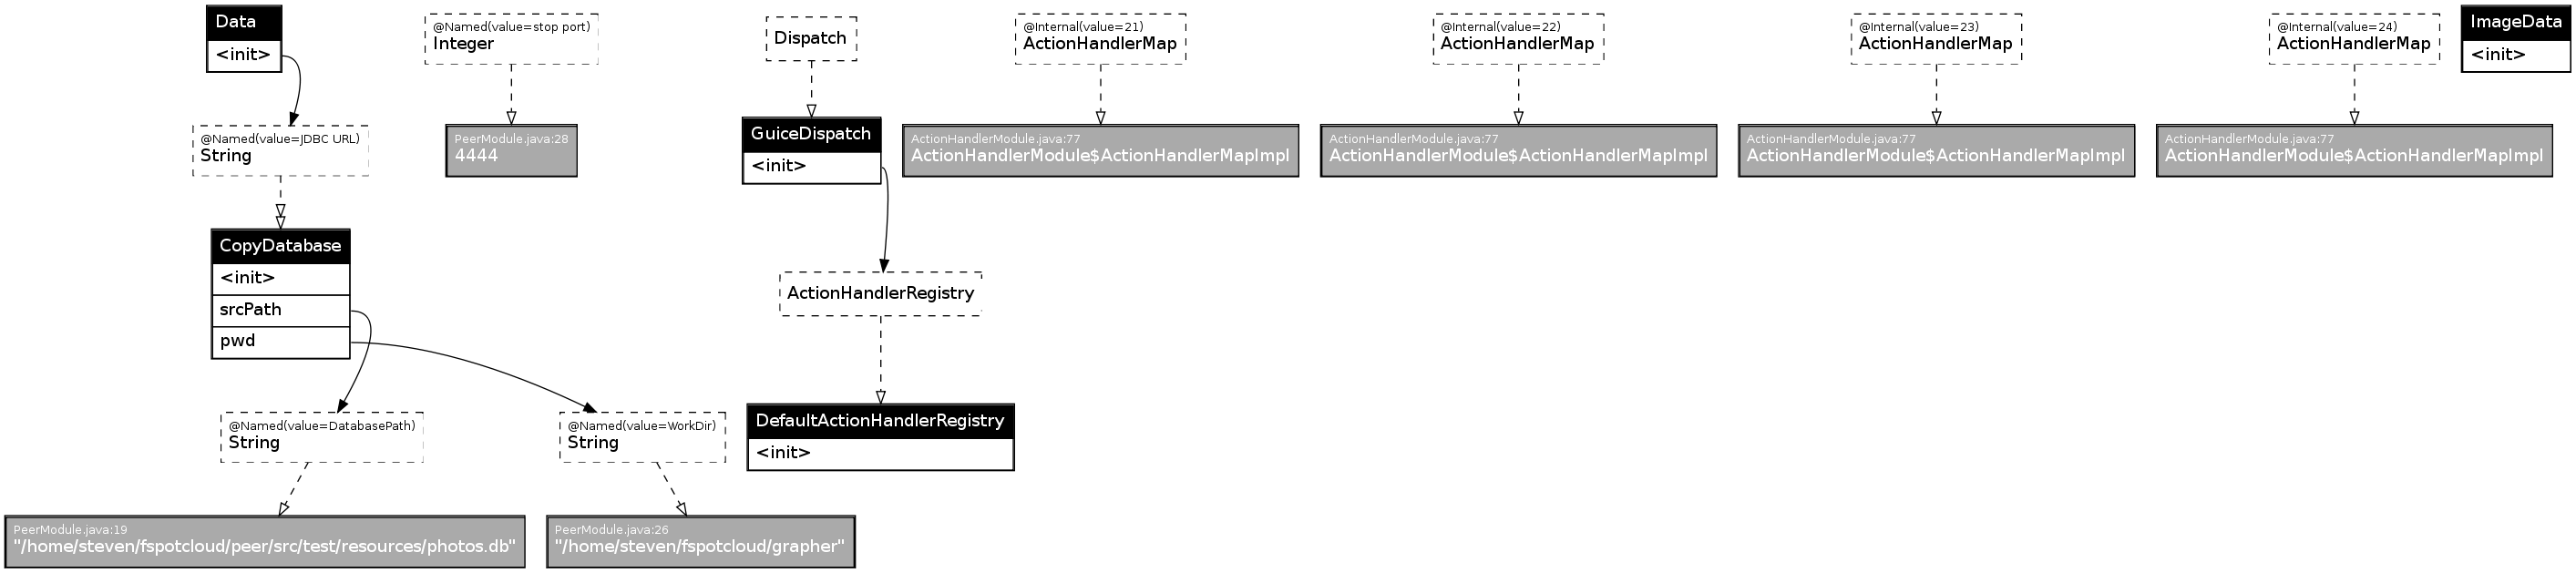 Data
<init>
@Named(value=stop port)
Integer
Dispatch
@Internal(value=21)
ActionHandlerMap
@Internal(value=22)
ActionHandlerMap
@Internal(value=23)
ActionHandlerMap
@Internal(value=24)
ActionHandlerMap
ImageData
<init>
@Named(value=JDBC URL)
String
PeerModule.java:28
4444
GuiceDispatch
<init>
ActionHandlerModule.java:77
ActionHandlerModule$ActionHandlerMapImpl
ActionHandlerModule.java:77
ActionHandlerModule$ActionHandlerMapImpl
ActionHandlerModule.java:77
ActionHandlerModule$ActionHandlerMapImpl
ActionHandlerModule.java:77
ActionHandlerModule$ActionHandlerMapImpl
CopyDatabase
<init>
srcPath
pwd
ActionHandlerRegistry
@Named(value=DatabasePath)
String
@Named(value=WorkDir)
String
DefaultActionHandlerRegistry
<init>
PeerModule.java:19
"/home/steven/fspotcloud/peer/src/test/resources/photos.db"
PeerModule.java:26
"/home/steven/fspotcloud/grapher"